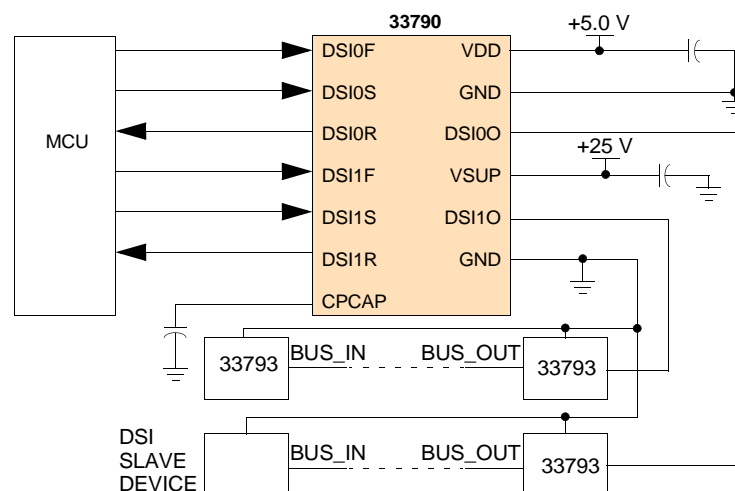 33790
+5.0 V
DSI0F
VDD
DSI0S
GND
MCU
DSI0R
DSI0O
+25 V
DSI1F
VSUP
DSI1S
DSI1O
DSI1R
GND
CPCAP
33793
BUS_IN
BUS_OUT
33793
DSI
SLAVE
DEVICE
BUS_IN
BUS_OUT
33793